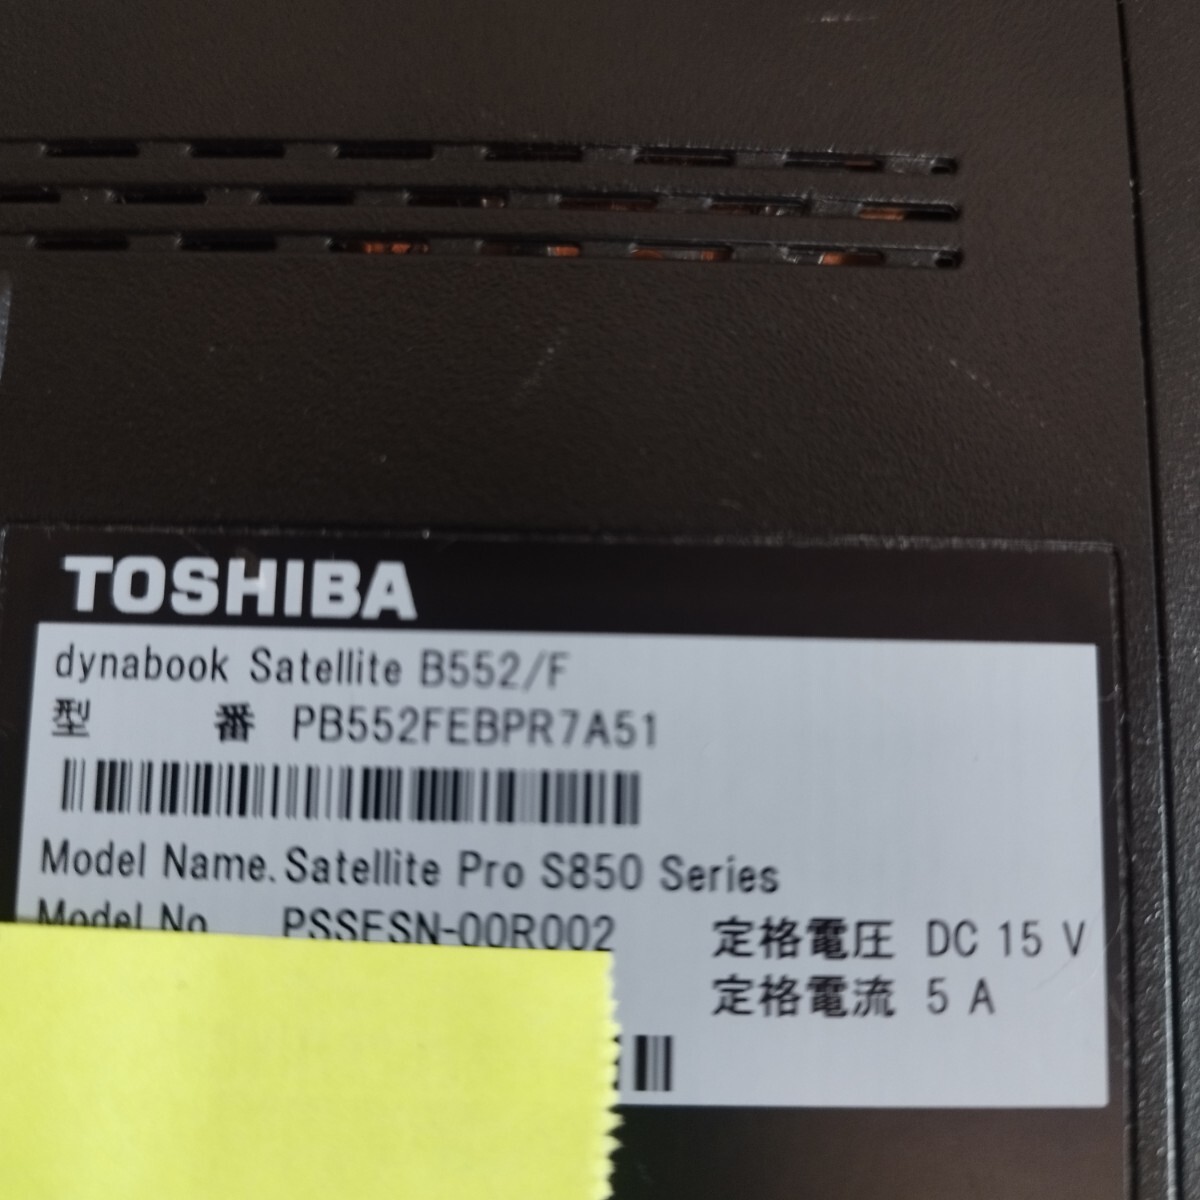 TOSHIBA
dynabook Satellite B552/F
型 番 PB552FEBPR7A51
Model Name. Satellite Pro S850 Series
Model No. PSSESN-00R002
定格電圧 DC 15 V
定格電流 5 A